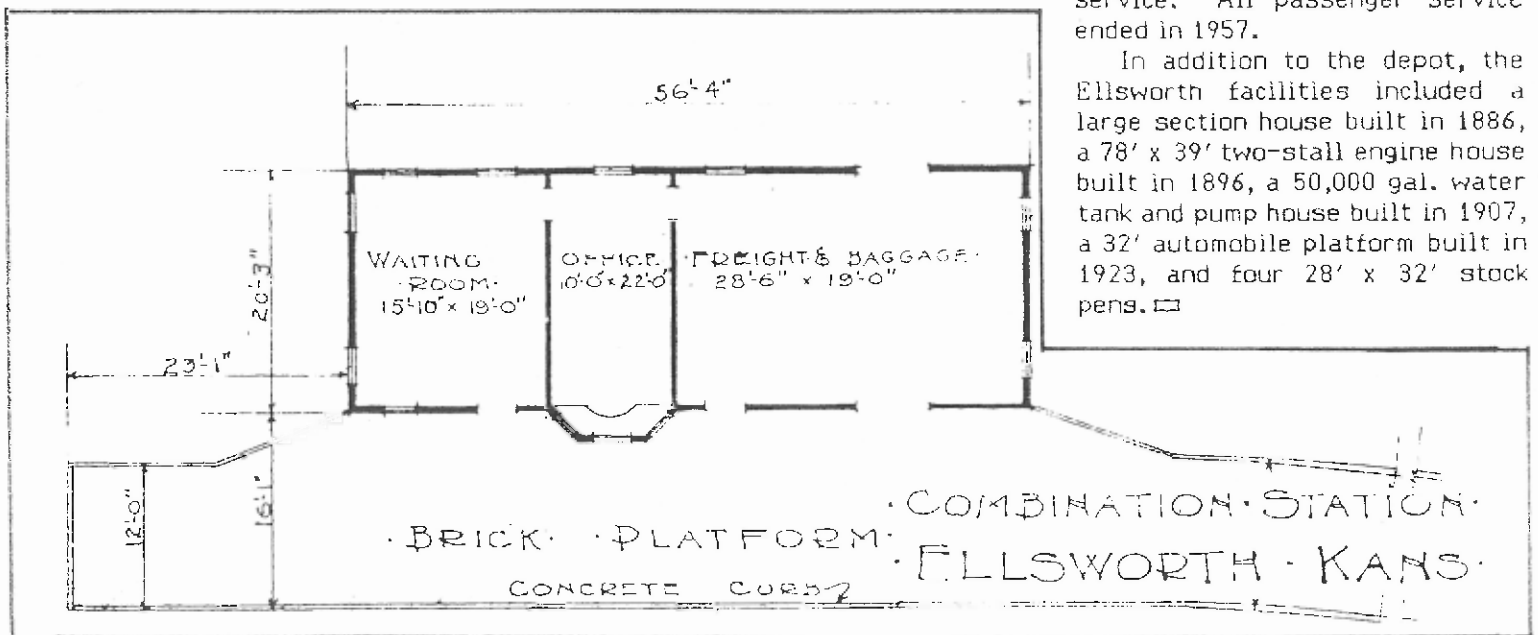 service. All passenger service
ended in 1957.
In addition to the depot, the
Ellsworth facilities included a
large section house built in 1886,
a 78' x 39' two-stall engine house
built in 1896, a 50,000 gal. water
tank and pump house built in 1907,
a 32' automobile platform built in
1923, and four 28' x 32' stock
pens.
56'-4"
20'-3"
WAITING
·ROOM·
15'-10" x 19'-0"
OFFICE
10'-0" x 22'-0"
·FREIGHT & BAGGAGE·
28'-6" x 19'-0"
23'-1"
12'-0"
16'-1"
·BRICK· ·PLATFORM·
CONCRETE CURB
·COMBINATION·STATION·
·ELLSWORTH·KANS·